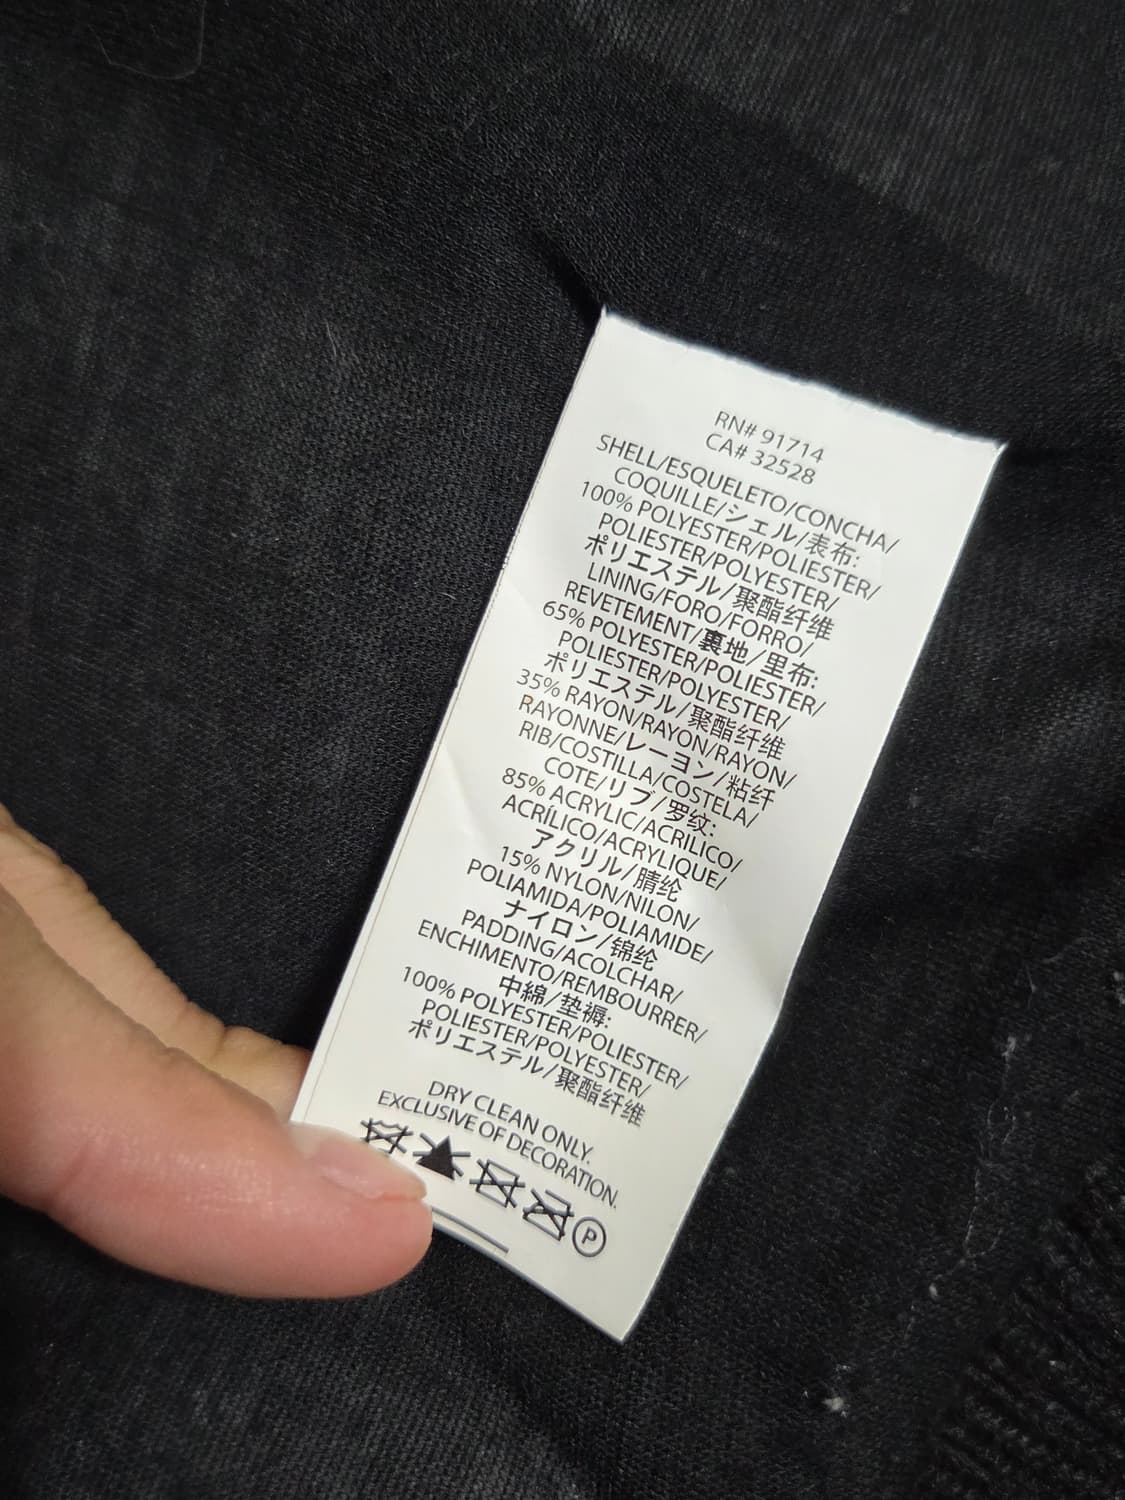 RN# 91714
CA# 32528
SHELL/ESQUELETO/CONCHA/
COQUILLE/シェル/表布:
100% POLYESTER/POLIESTER/
POLIESTER/POLYESTER/
ポリエステル/聚酯纤维
LINING/FORO/FORRO/
REVETEMENT/裏地/里布:
65% POLYESTER/POLIESTER/
POLIESTER/POLYESTER/
ポリエステル/聚酯纤维
35% RAYON/RAYON/RAYON/
RAYONNE/レーヨン/粘纤
RIB/COSTILLA/COSTELA/
COTE/リブ/罗纹:
85% ACRYLIC/ACRILICO/
ACRÍLICO/ACRYLIQUE/
アクリル/腈纶
15% NYLON/NILON/
POLIAMIDA/POLIAMIDE/
ナイロン/锦纶
PADDING/ACOLCHAR/
ENCHIMENTO/REMBOURRER/
中綿/垫褥:
100% POLYESTER/POLIESTER/
POLIESTER/POLYESTER/
ポリエステル/聚酯纤维
DRY CLEAN ONLY.
EXCLUSIVE OF DECORATION.
P